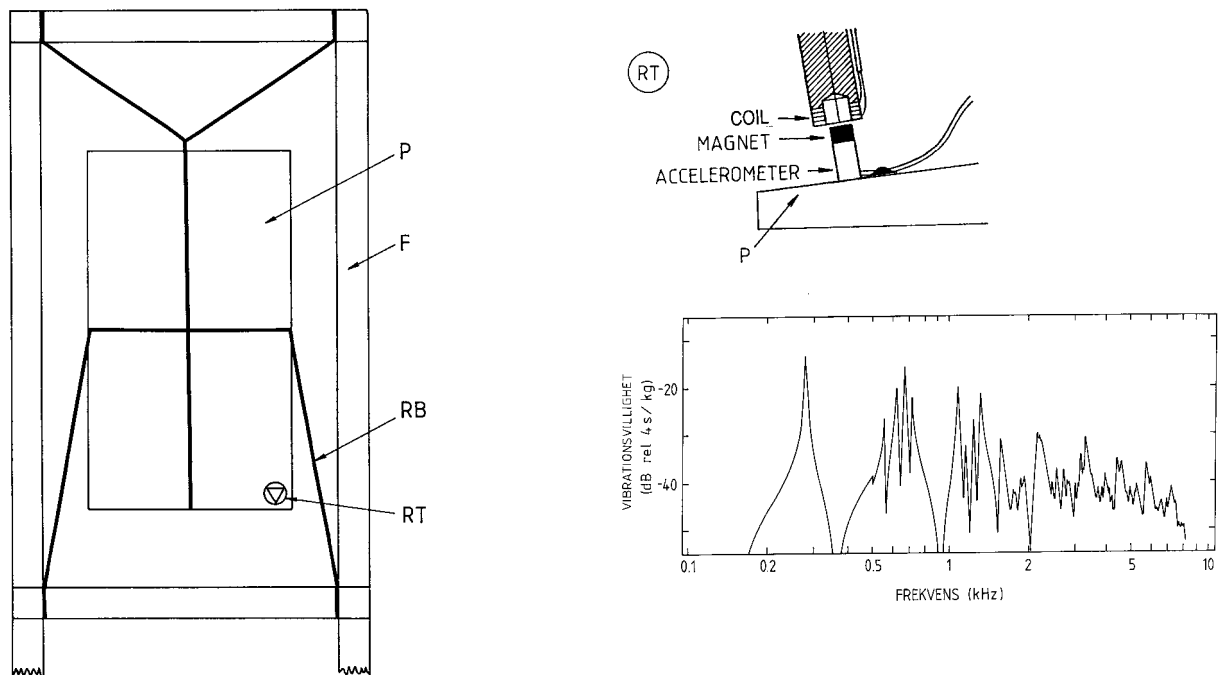 P
F
RB
RT
RT
COIL
MAGNET
ACCELEROMETER
P
VIBRATIONSVILLIGHET
(dB rel 4s/kg)
-20
-40
0.1 0.2 0.5 1 2 5 10
FREKVENS (kHz)